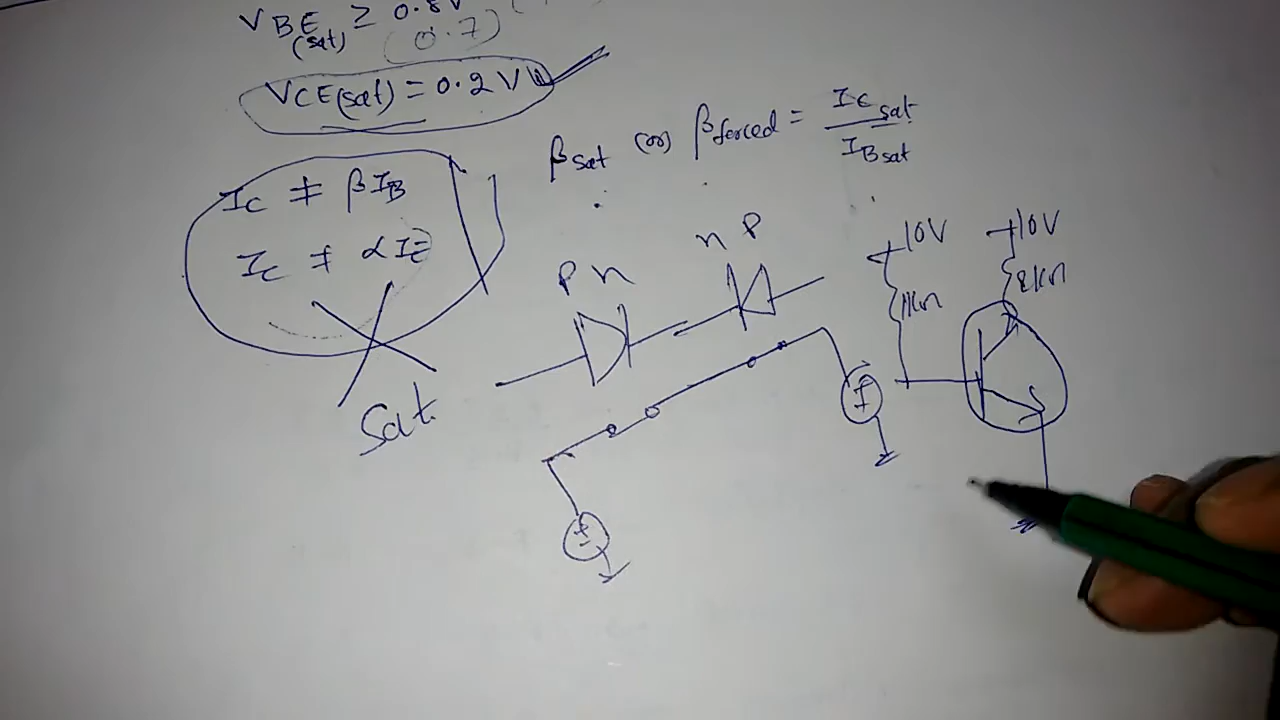 VBE(sat) ≥ 0.8V
(0.7)
VCE(sat) = 0.2V
βsat (or) βforced = ICsat / IBsat
IC ≠ βIB
IC ≠ αIE
Sat.
P n
n P
10V
1kΩ
10V
2kΩ